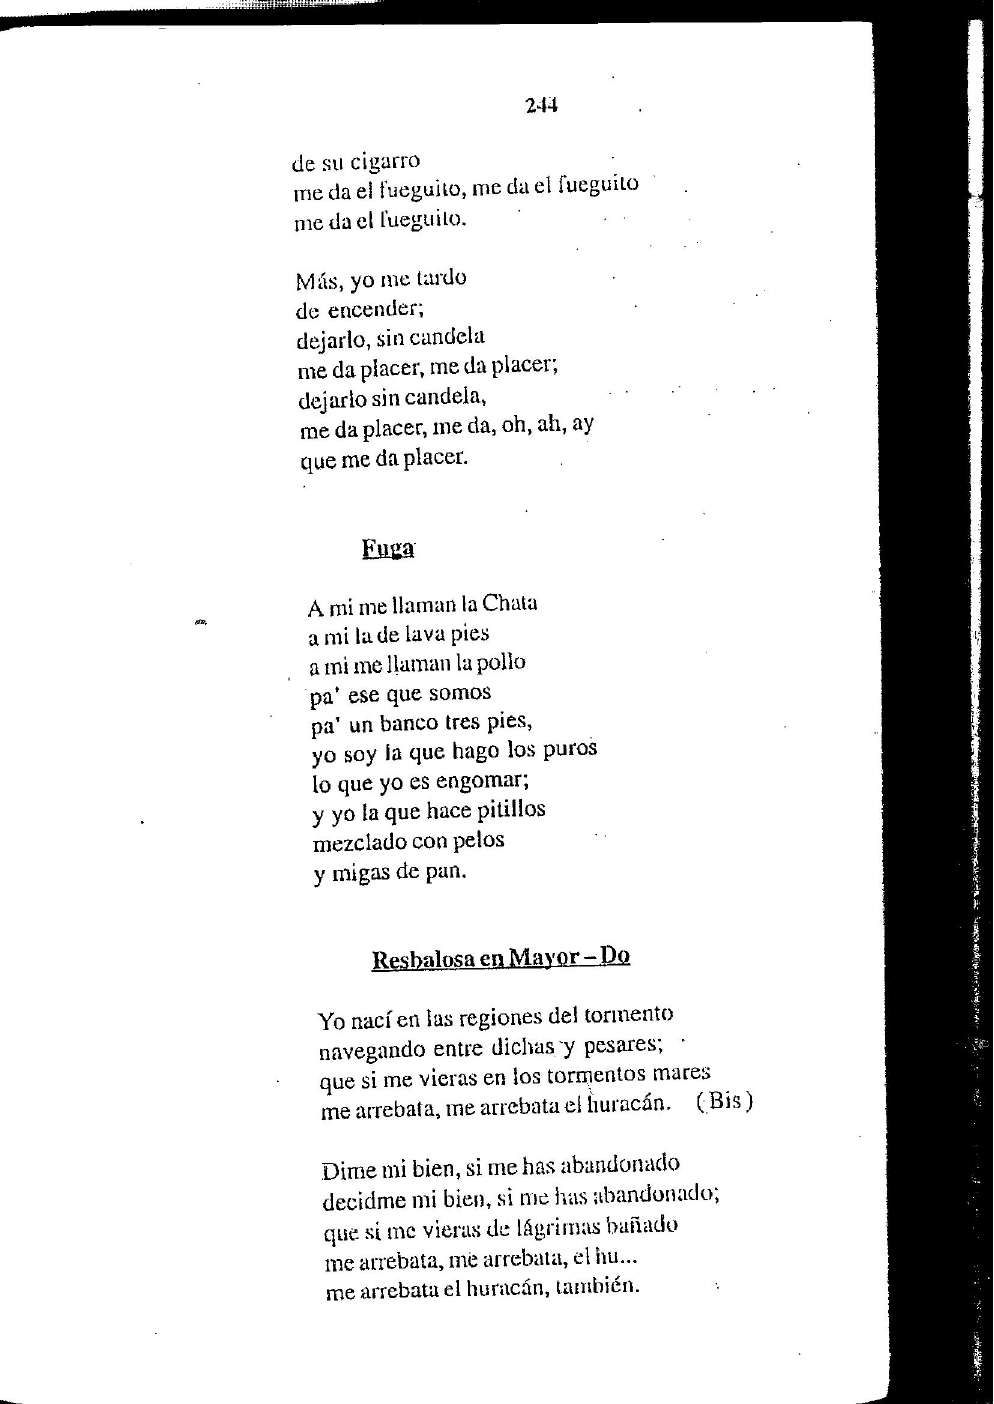 244
de su cigarro
me da el fueguito, me da el fueguito
me da el fueguito.
Más, yo me tardo
de encender;
dejarlo, sin candela
me da placer, me da placer;
dejarlo sin candela,
me da placer, me da, oh, ah, ay
que me da placer.
Fuga
A mi me llaman la Chata
a mi la de lava pies
a mi me llaman la pollo
pa' ese que somos
pa' un banco tres pies,
yo soy la que hago los puros
lo que yo es engomar;
y yo la que hace pitillos
mezclado con pelos
y migas de pan.
Resbalosa en Mayor – Do
Yo nací en las regiones del tormento
navegando entre dichas y pesares;
que si me vieras en los tormentos mares
me arrebata, me arrebata el huracán. (Bis)
Dime mi bien, si me has abandonado
decidme mi bien, si me has abandonado;
que si me vieras de lágrimas bañado
me arrebata, me arrebata, el hu...
me arrebata el huracán, también.